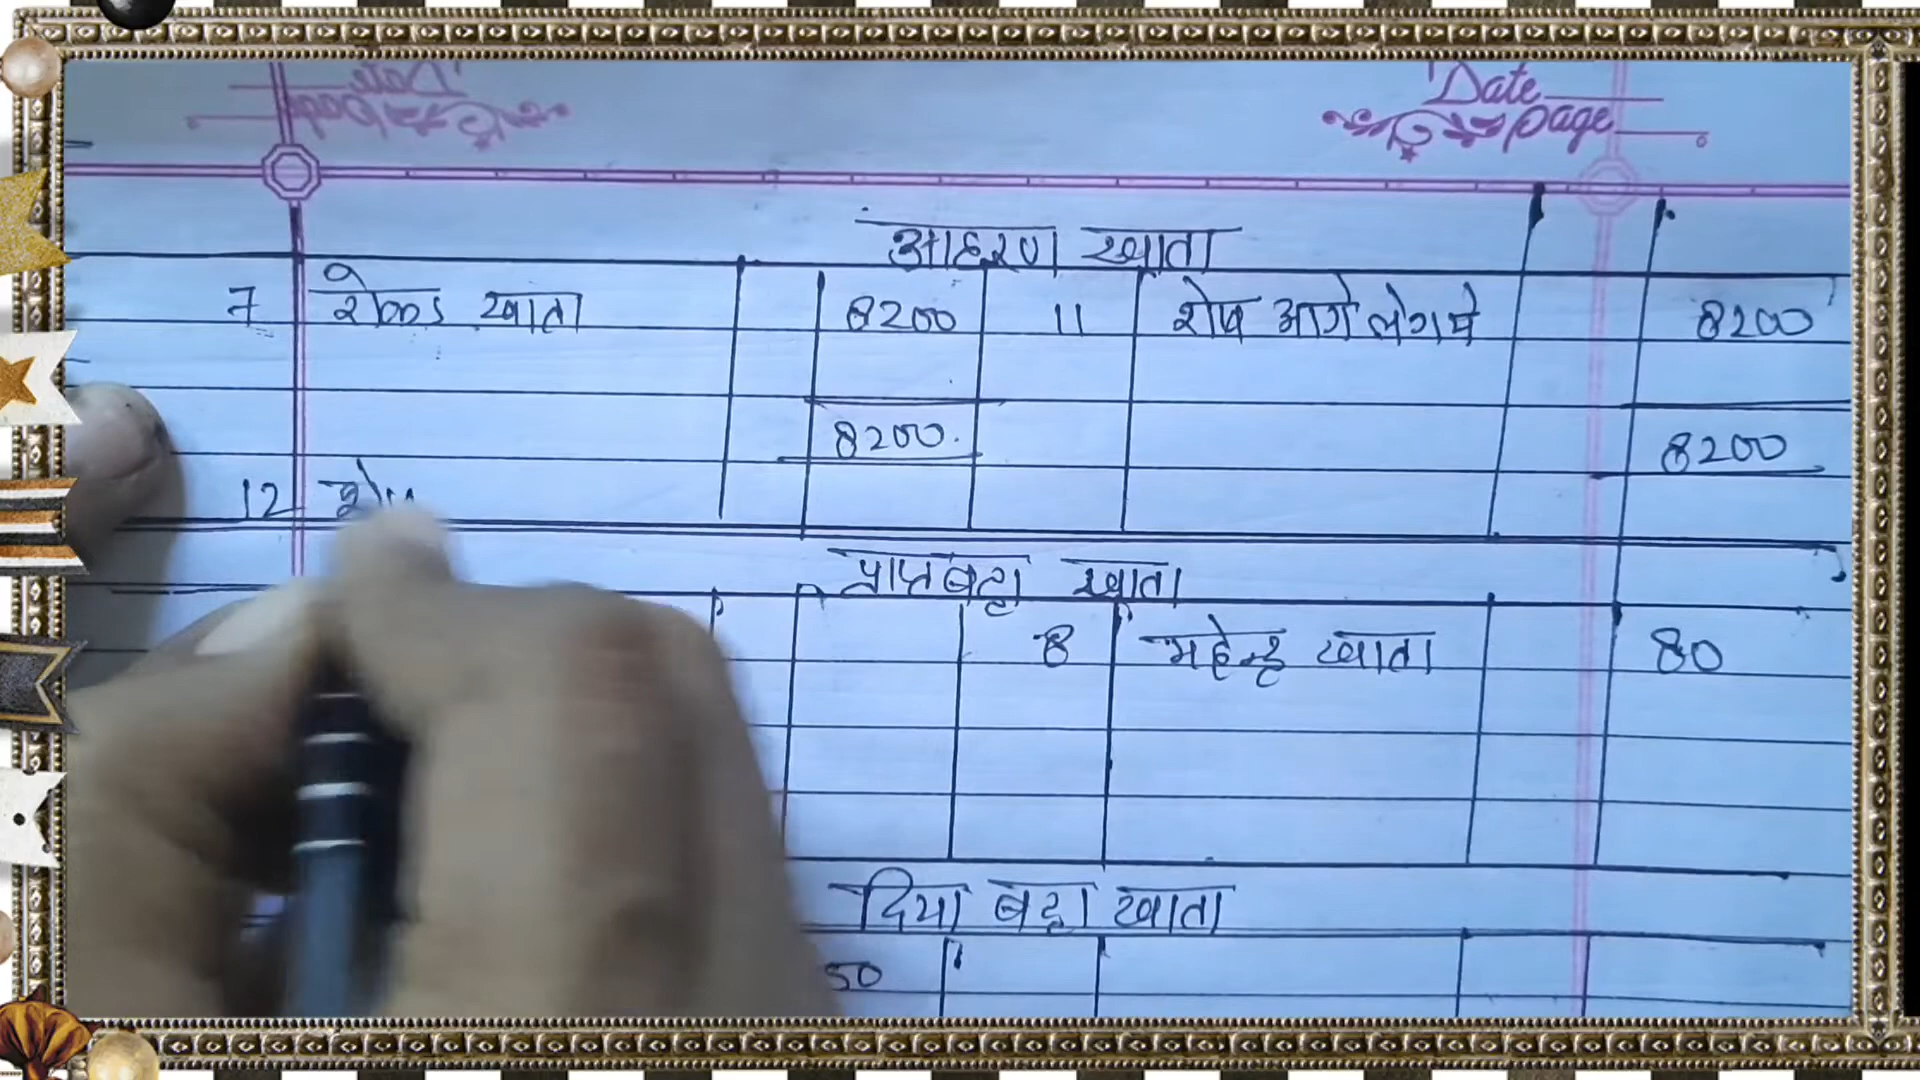 Date
page
आहरण खाता
7 रोकड खाता 8200 11 शेष आगे लेगये 8200
8200. 8200
12 शेष
प्राप्त बट्टा खाता
8 महेन्द्र खाता 80
दिया बट्टा खाता
50